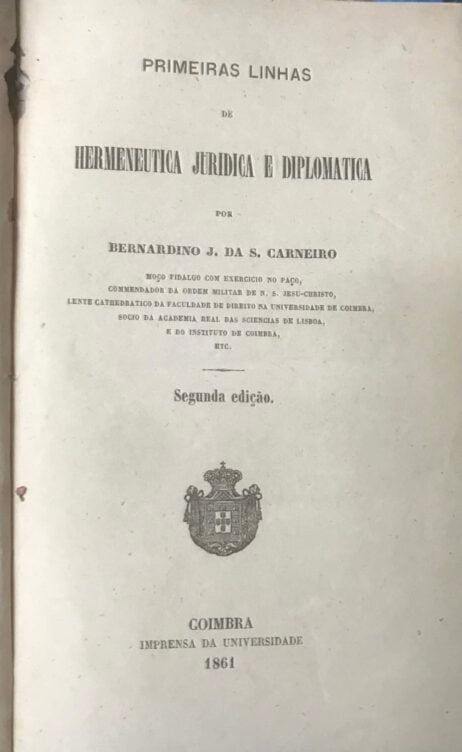 PRIMEIRAS LINHAS
DE
HERMENEUTICA JURIDICA E DIPLOMATICA
POR
BERNARDINO J. DA S. CARNEIRO
MOÇO FIDALGO COM EXERCICIO NO PAÇO,
COMMENDADOR DA ORDEM MILITAR DE N. S. JESU-CHRISTO,
LENTE CATHEDRATICO DA FACULDADE DE DIREITO NA UNIVERSIDADE DE COIMBRA,
SOCIO DA ACADEMIA REAL DAS SCIENCIAS DE LISBOA,
E DO INSTITUTO DE COIMBRA,
ETC.
Segunda edição.
COIMBRA
IMPRENSA DA UNIVERSIDADE
1861